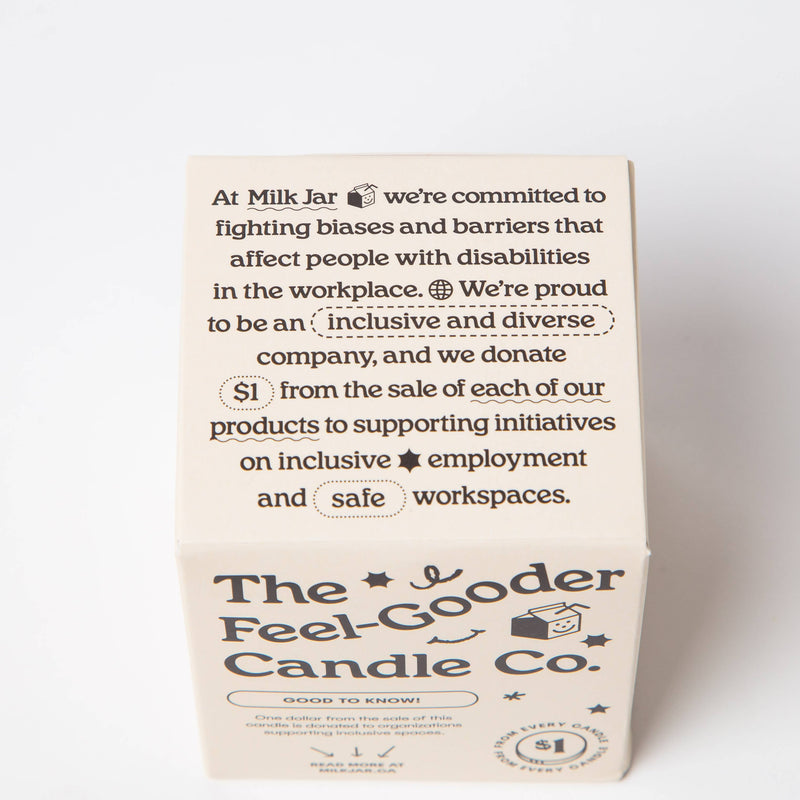 At Milk Jar we're committed to
fighting biases and barriers that
affect people with disabilities
in the workplace. We're proud
to be an inclusive and diverse
company, and we donate
$1 from the sale of each of our
products to supporting initiatives
on inclusive employment
and safe workspaces.
The
Feel-Gooder
Candle Co.
GOOD TO KNOW!
One dollar from the sale of this
candle is donated to organizations
supporting inclusive spaces.
READ MORE AT
MILKJAR.CA
FROM EVERY CANDLE
$1
FROM EVERY CANDLE